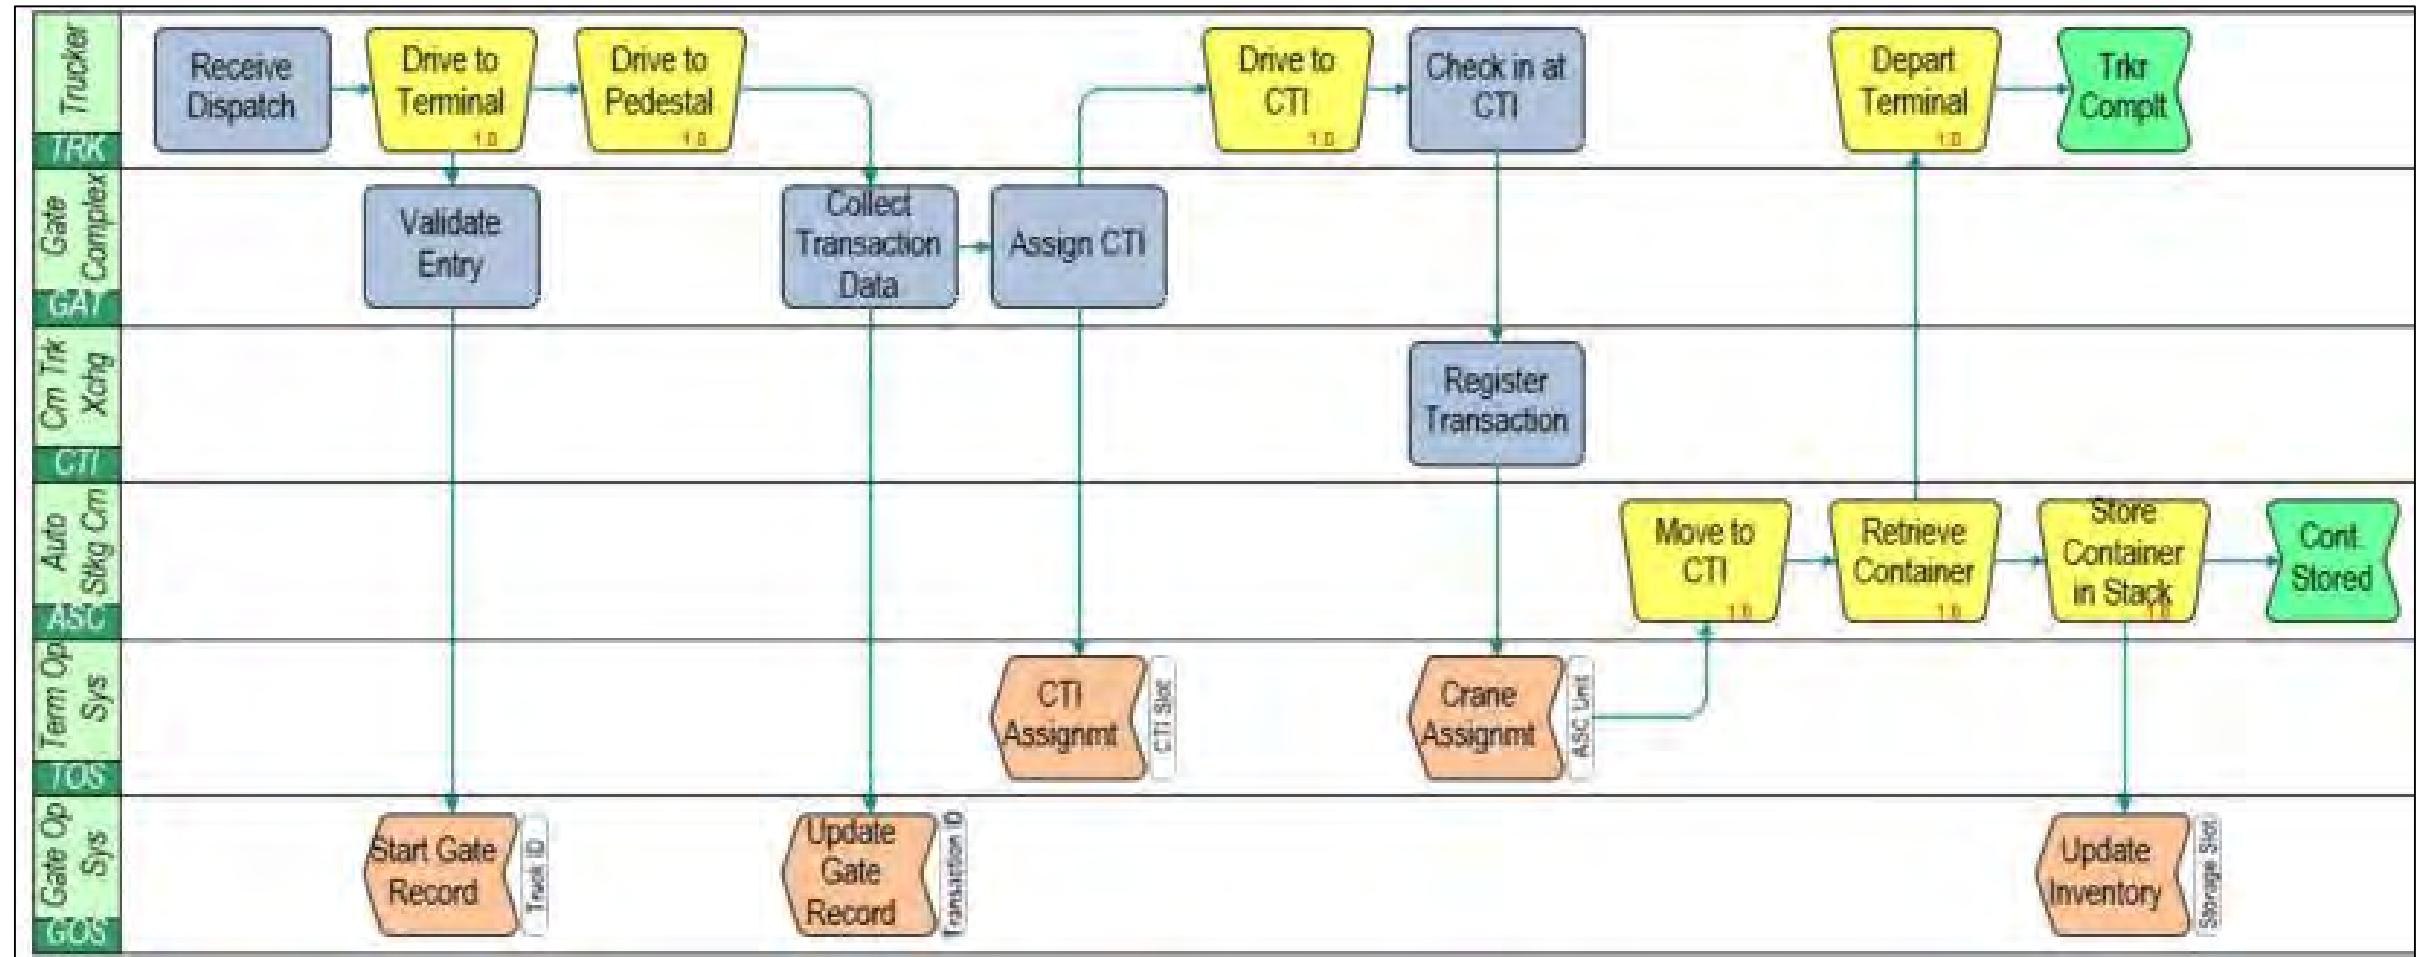 Trucker
TRK
Receive
Dispatch
Drive to
Terminal
1.0
Drive to
Pedestal
1.0
Drive to
CTI
1.0
Check in at
CTI
Depart
Terminal
1.0
Trkr
Complt
Gate
Complex
GAT
Validate
Entry
Collect
Transaction
Data
Assign CTI
Crn Trk
Xchg
CTI
Register
Transaction
Auto
Stkg Crn
ASC
Move to
CTI
1.0
Retrieve
Container
1.0
Store
Container
in Stack
1.0
Cont.
Stored
Term Op
Sys
TOS
CTI
Assignmt
CTI Slot
Crane
Assignmt
ASC Unit
Gate Op
Sys
GOS
Start Gate
Record
Truck ID
Update
Gate
Record
Transaction ID
Update
Inventory
Storage Slot